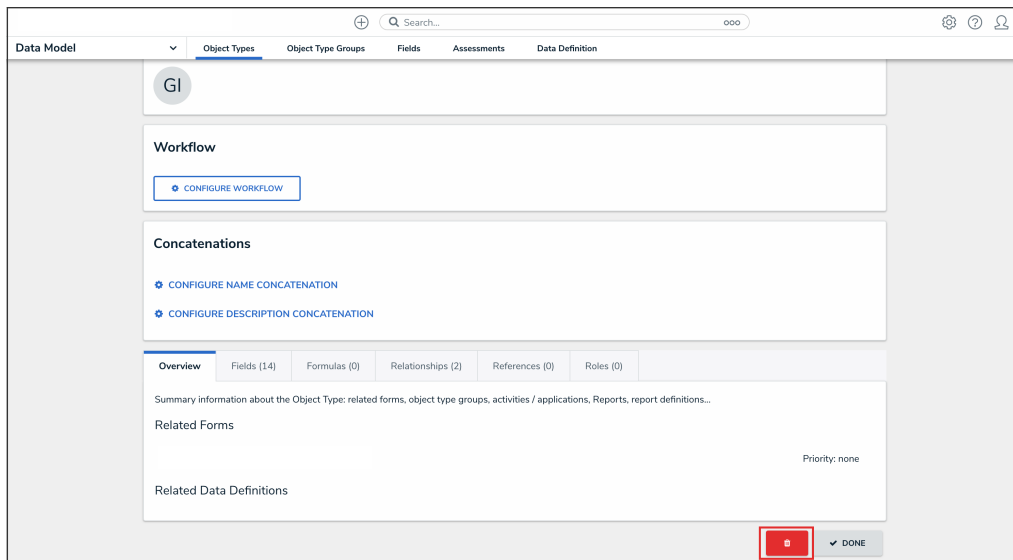 Search...
Data Model
Object Types
Object Type Groups
Fields
Assessments
Data Definition
GI
Workflow
CONFIGURE WORKFLOW
Concatenations
CONFIGURE NAME CONCATENATION
CONFIGURE DESCRIPTION CONCATENATION
Overview
Fields (14)
Formulas (0)
Relationships (2)
References (0)
Roles (0)
Summary information about the Object Type: related forms, object type groups, activities / applications, Reports, report definitions...
Related Forms
Priority: none
Related Data Definitions
DONE